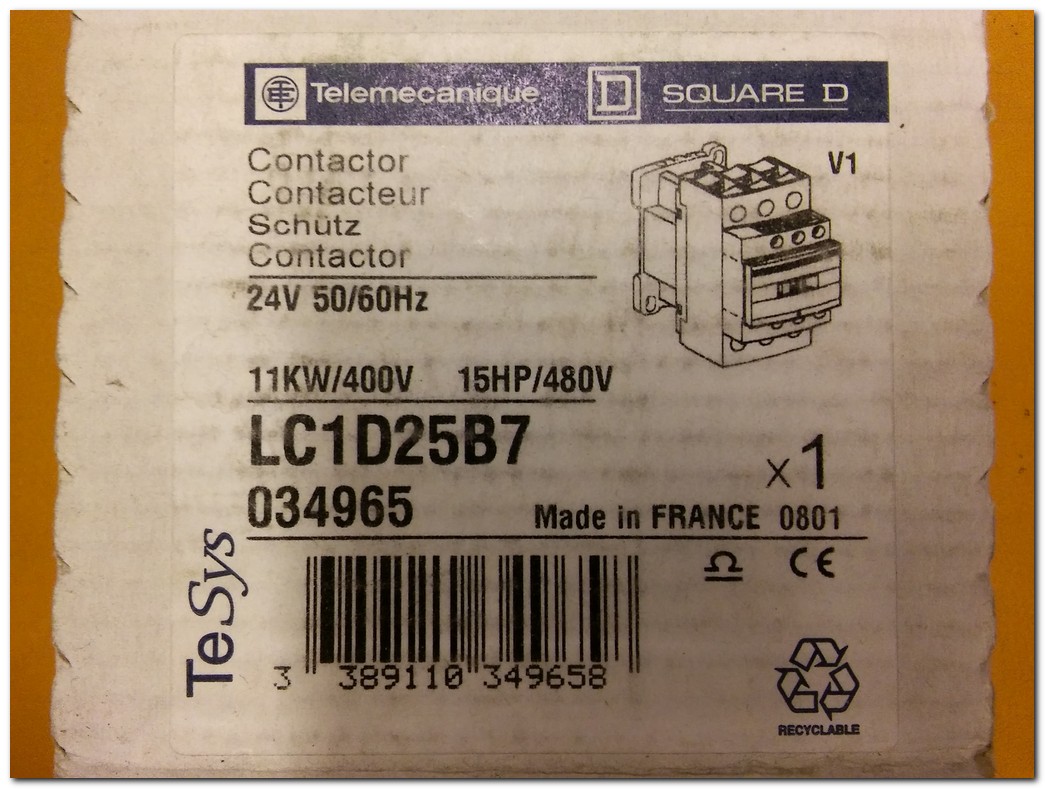 Telemecanique SQUARE D
Contactor
Contacteur
Schütz
Contactor
V1
24V 50/60Hz
11KW/400V 15HP/480V
LC1D25B7
x1
034965
Made in FRANCE 0801
CE
TeSys
3 389110 349658
RECYCLABLE